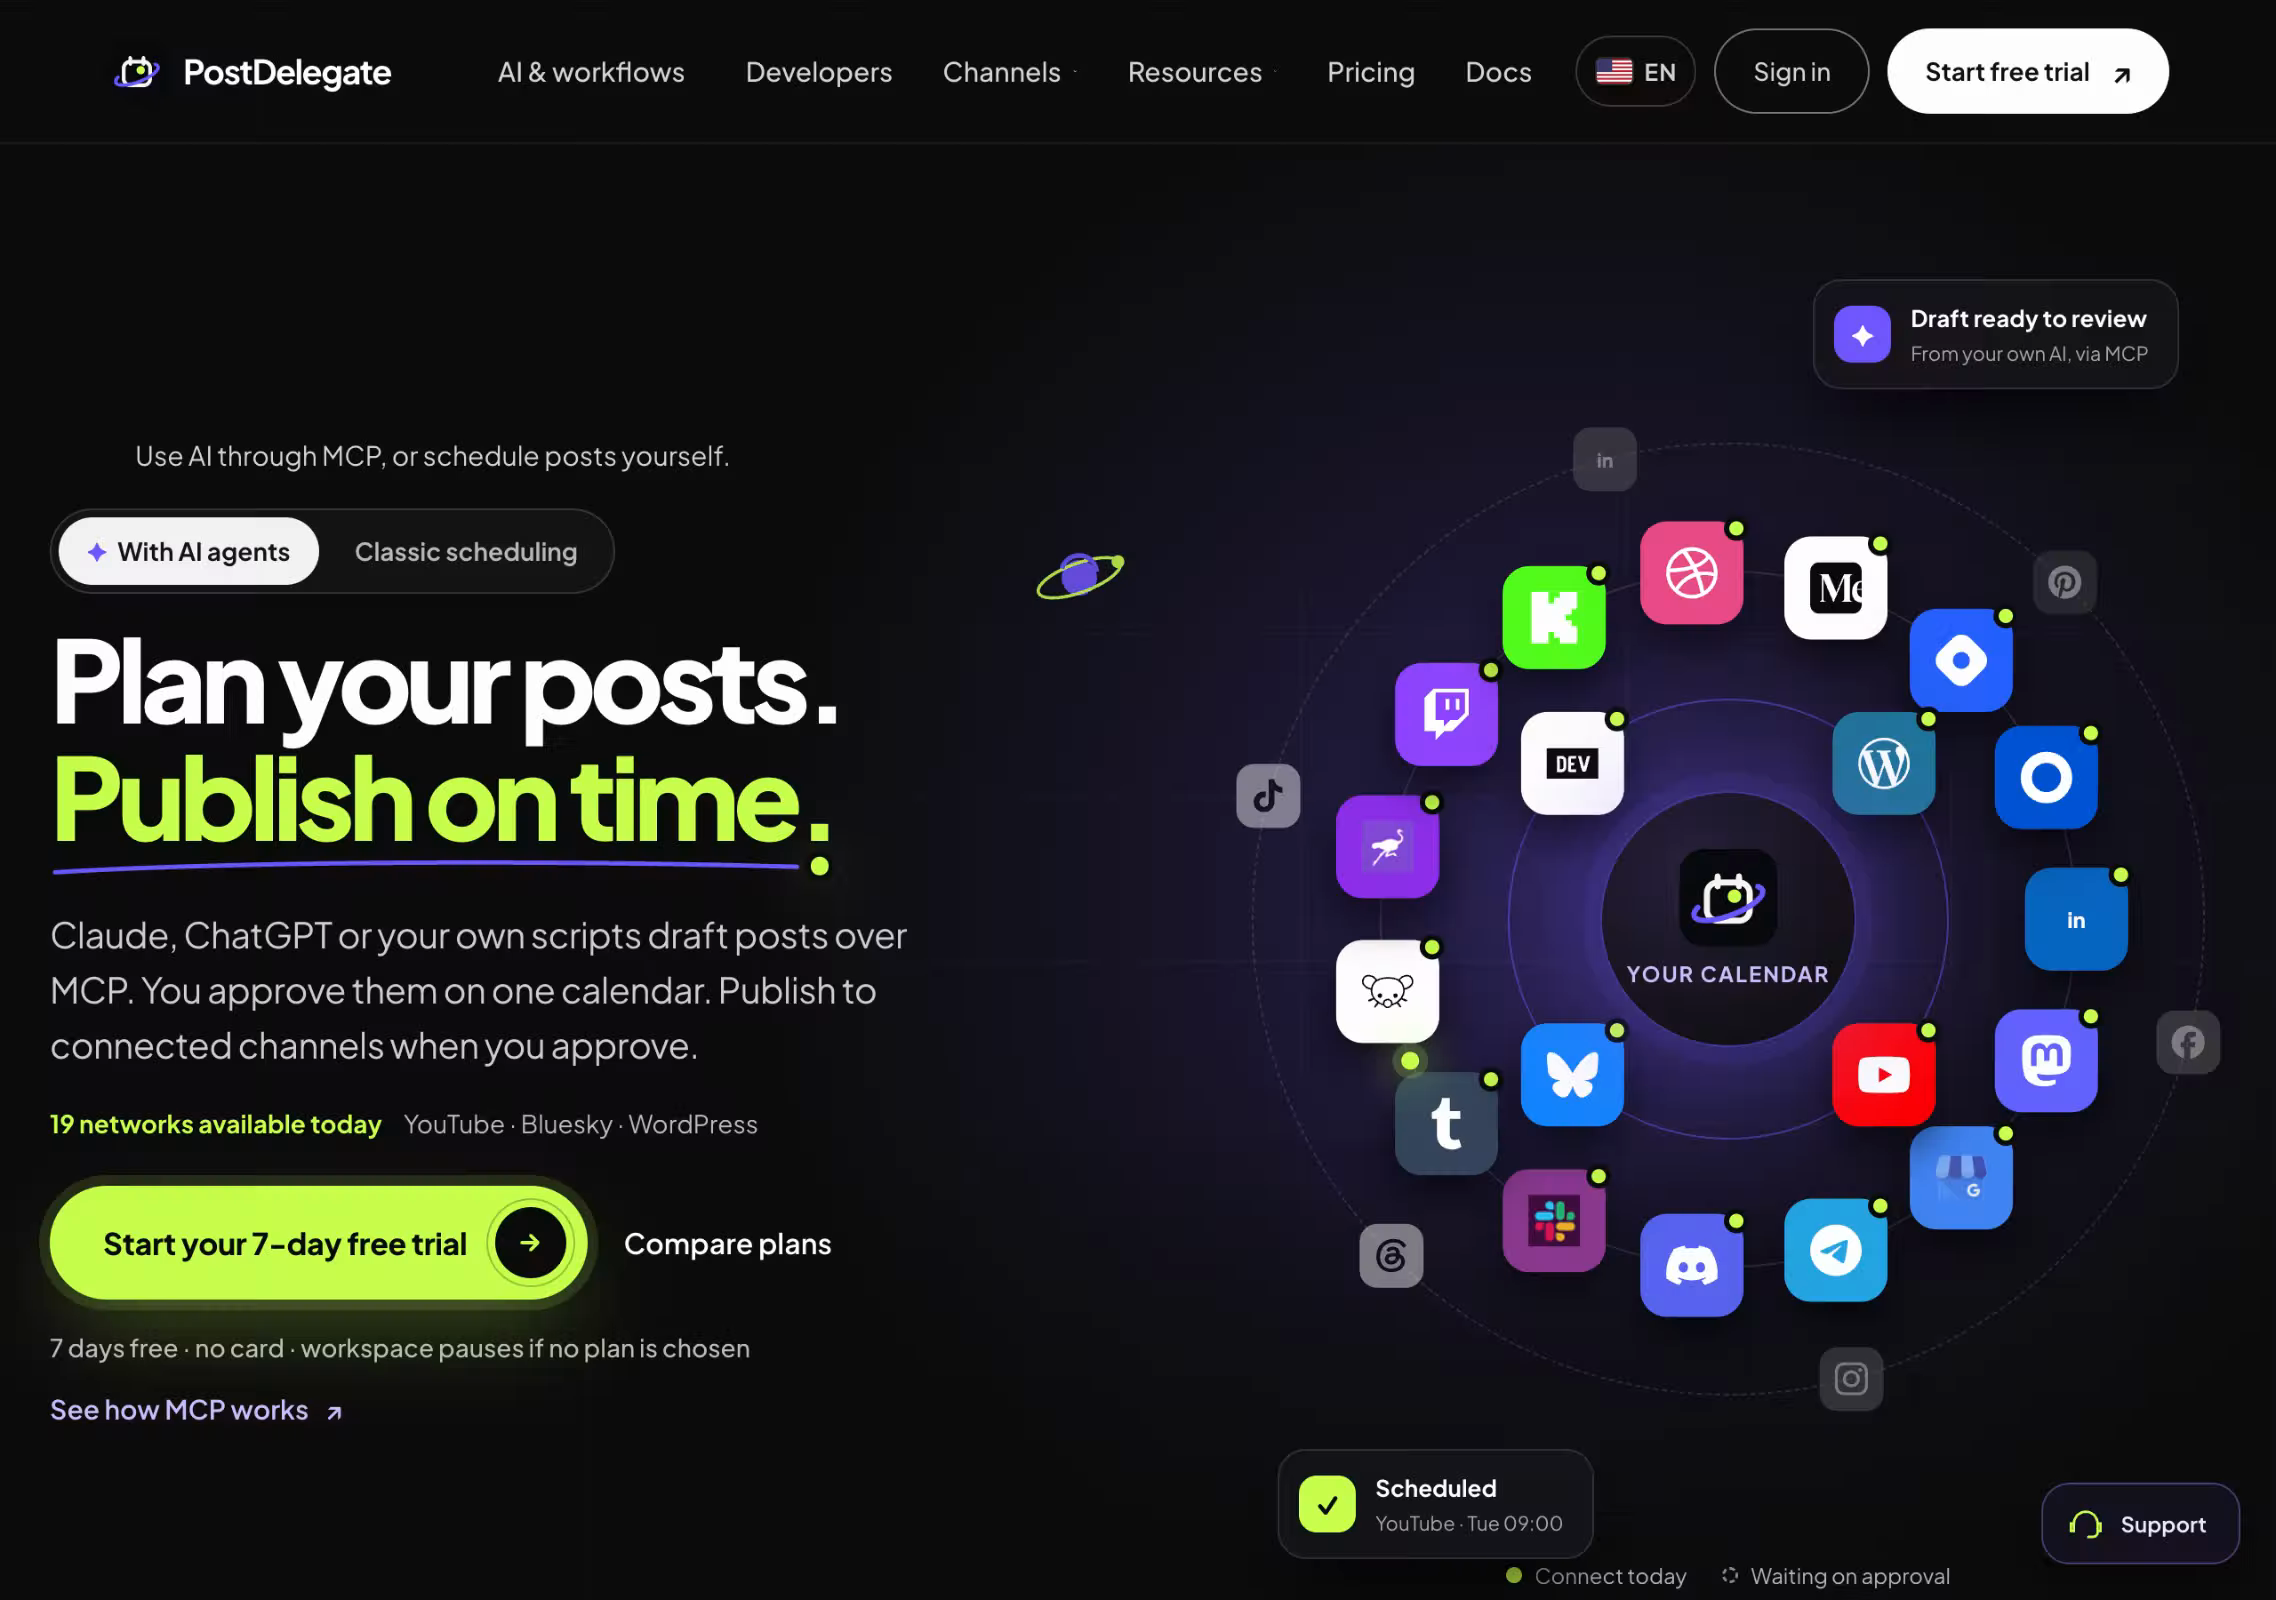 PostDelegate
AI & workflows
Developers
Channels
Resources
Pricing
Docs
EN
Sign in
Start free trial
Draft ready to review
From your own AI, via MCP
Use AI through MCP, or schedule posts yourself.
With AI agents
Classic scheduling
Plan your posts.
Publish on time.
Claude, ChatGPT or your own scripts draft posts over
MCP. You approve them on one calendar. Publish to
connected channels when you approve.
19 networks available today
YouTube · Bluesky · WordPress
Start your 7-day free trial
Compare plans
7 days free · no card · workspace pauses if no plan is chosen
See how MCP works
in
Me
DEV
in
YOUR CALENDAR
Scheduled
YouTube · Tue 09:00
Support
Connect today
Waiting on approval